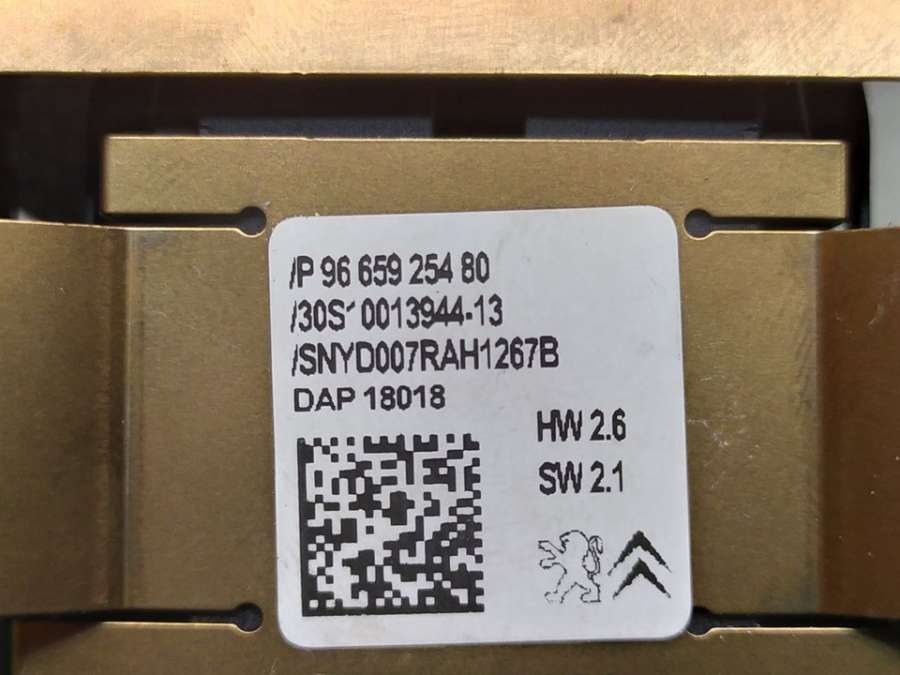 /P 96 659 254 80
/30S' 0013944-13
/SNYD007RAH1267B
DAP 18018
HW 2.6
SW 2.1